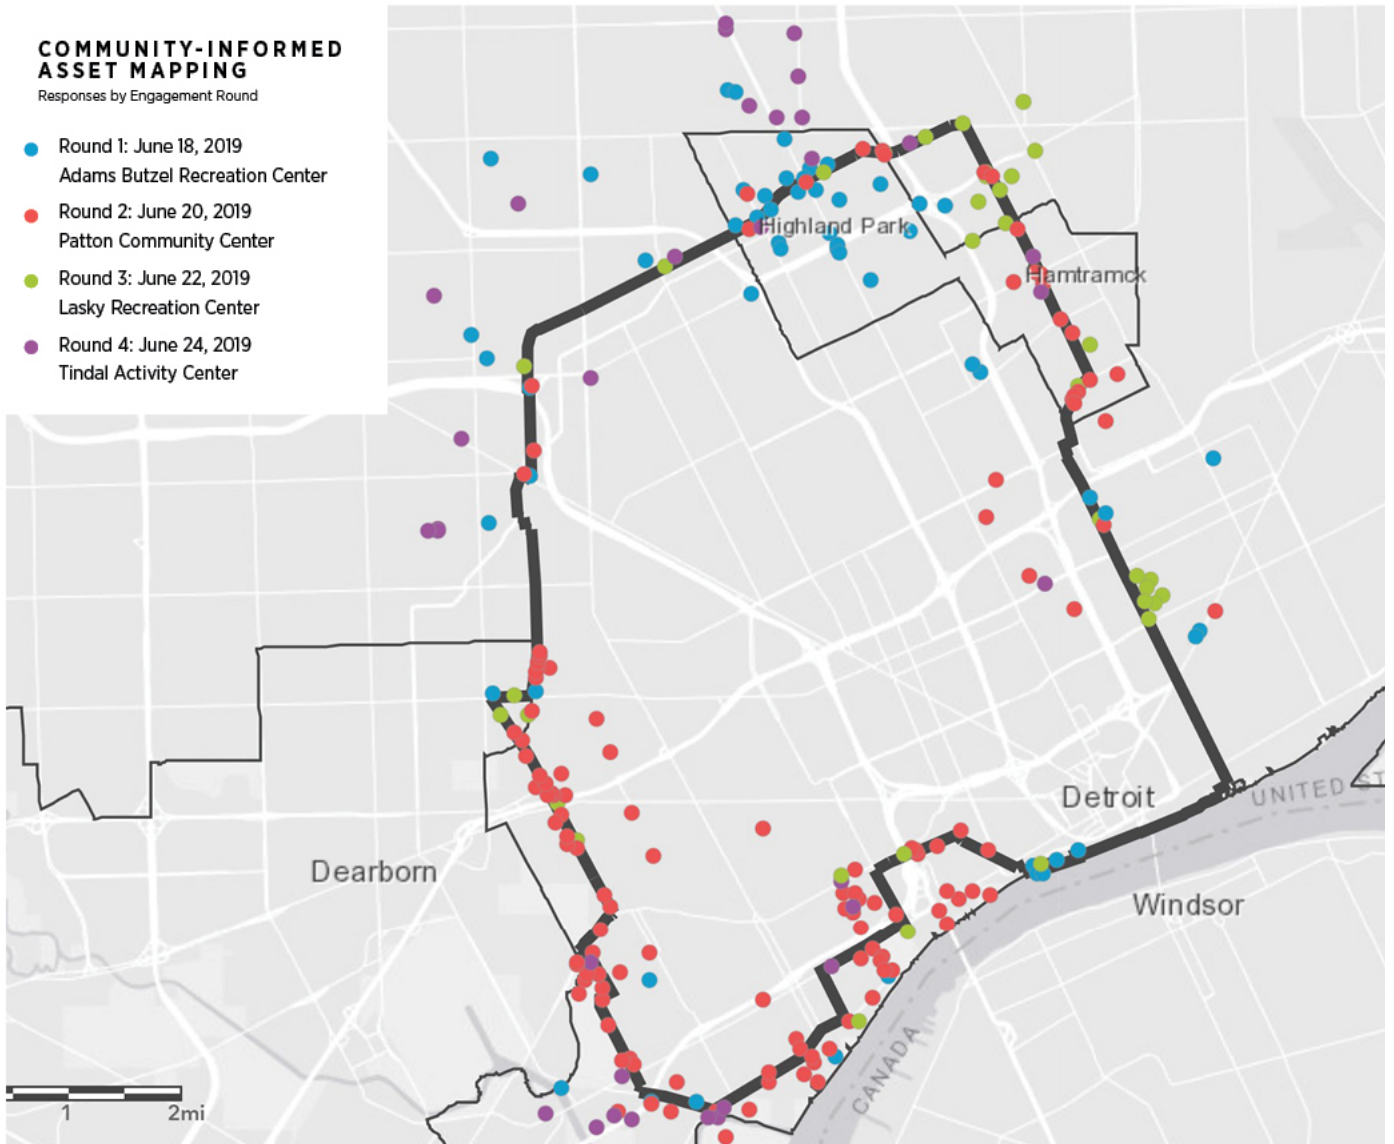 COMMUNITY-INFORMED
ASSET MAPPING
Responses by Engagement Round
Round 1: June 18, 2019
Adams Butzel Recreation Center
Round 2: June 20, 2019
Patton Community Center
Round 3: June 22, 2019
Lasky Recreation Center
Round 4: June 24, 2019
Tindal Activity Center
Highland Park
Hamtramck
Detroit
UNITED ST
Dearborn
Windsor
CANADA
1 2mi